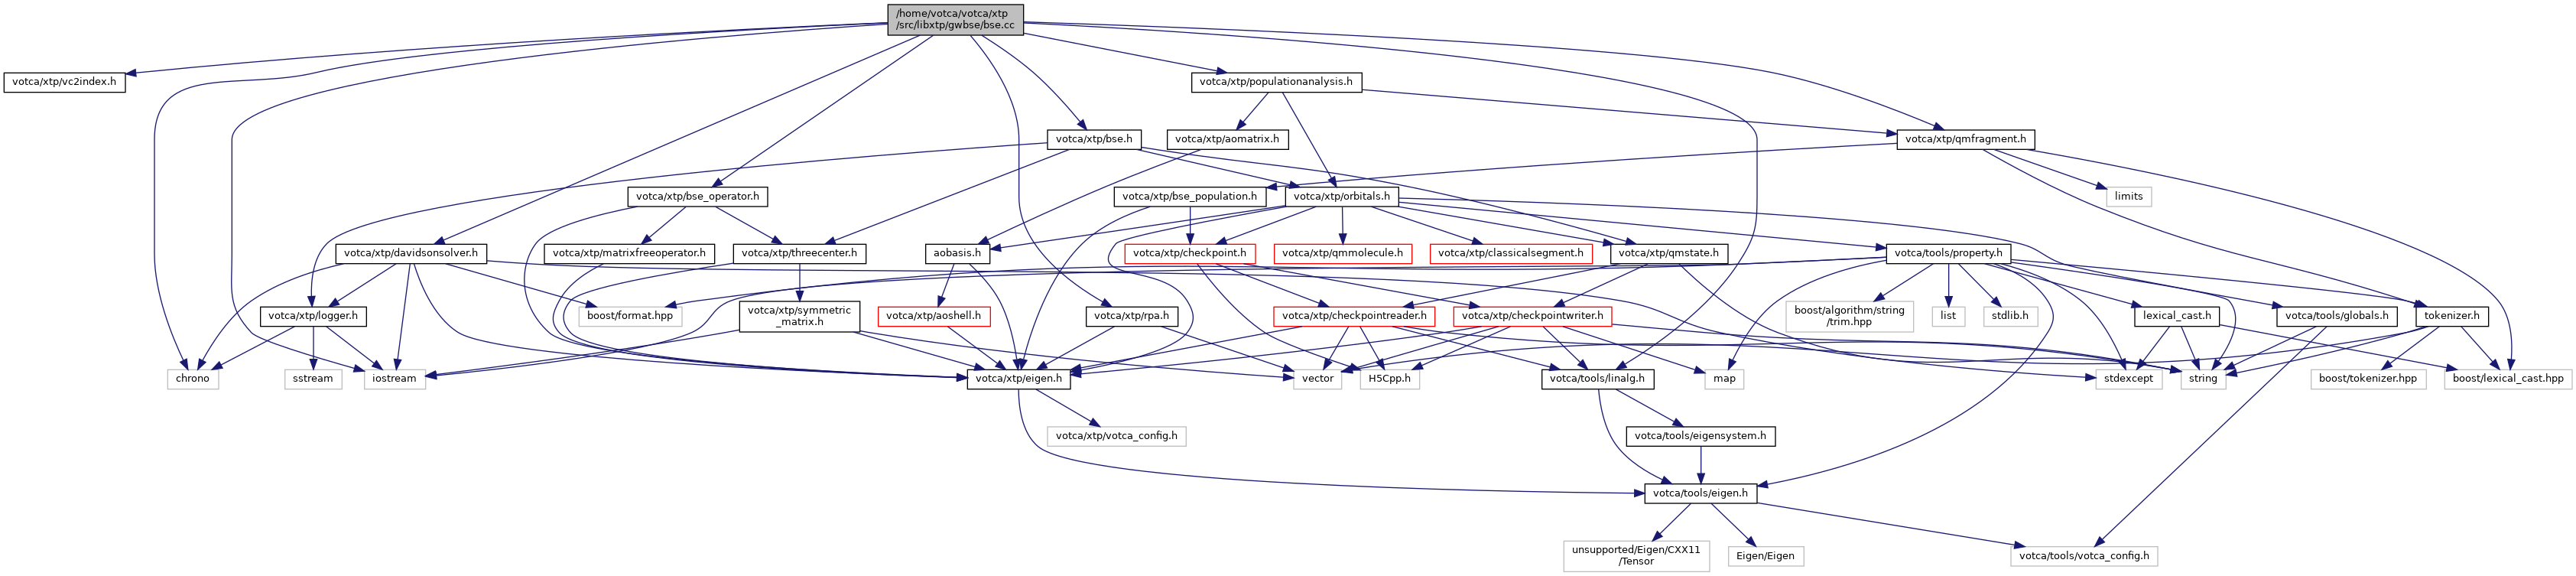 /home/votca/votca/xtp
/src/libxtp/gwbse/bse.cc
votca/xtp/vc2index.h
votca/xtp/populationanalysis.h
votca/xtp/bse.h
votca/xtp/aomatrix.h
votca/xtp/qmfragment.h
votca/xtp/bse_operator.h
votca/xtp/bse_population.h
votca/xtp/orbitals.h
limits
votca/xtp/davidsonsolver.h
votca/xtp/matrixfreeoperator.h
votca/xtp/threecenter.h
aobasis.h
votca/xtp/checkpoint.h
votca/xtp/qmmolecule.h
votca/xtp/classicalsegment.h
votca/xtp/qmstate.h
votca/tools/property.h
votca/xtp/logger.h
boost/format.hpp
votca/xtp/symmetric
_matrix.h
votca/xtp/aoshell.h
votca/xtp/rpa.h
votca/xtp/checkpointreader.h
votca/xtp/checkpointwriter.h
boost/algorithm/string
/trim.hpp
list
stdlib.h
lexical_cast.h
votca/tools/globals.h
tokenizer.h
chrono
sstream
iostream
votca/xtp/eigen.h
vector
H5Cpp.h
votca/tools/linalg.h
map
stdexcept
string
boost/tokenizer.hpp
boost/lexical_cast.hpp
votca/xtp/votca_config.h
votca/tools/eigensystem.h
votca/tools/eigen.h
unsupported/Eigen/CXX11
/Tensor
Eigen/Eigen
votca/tools/votca_config.h